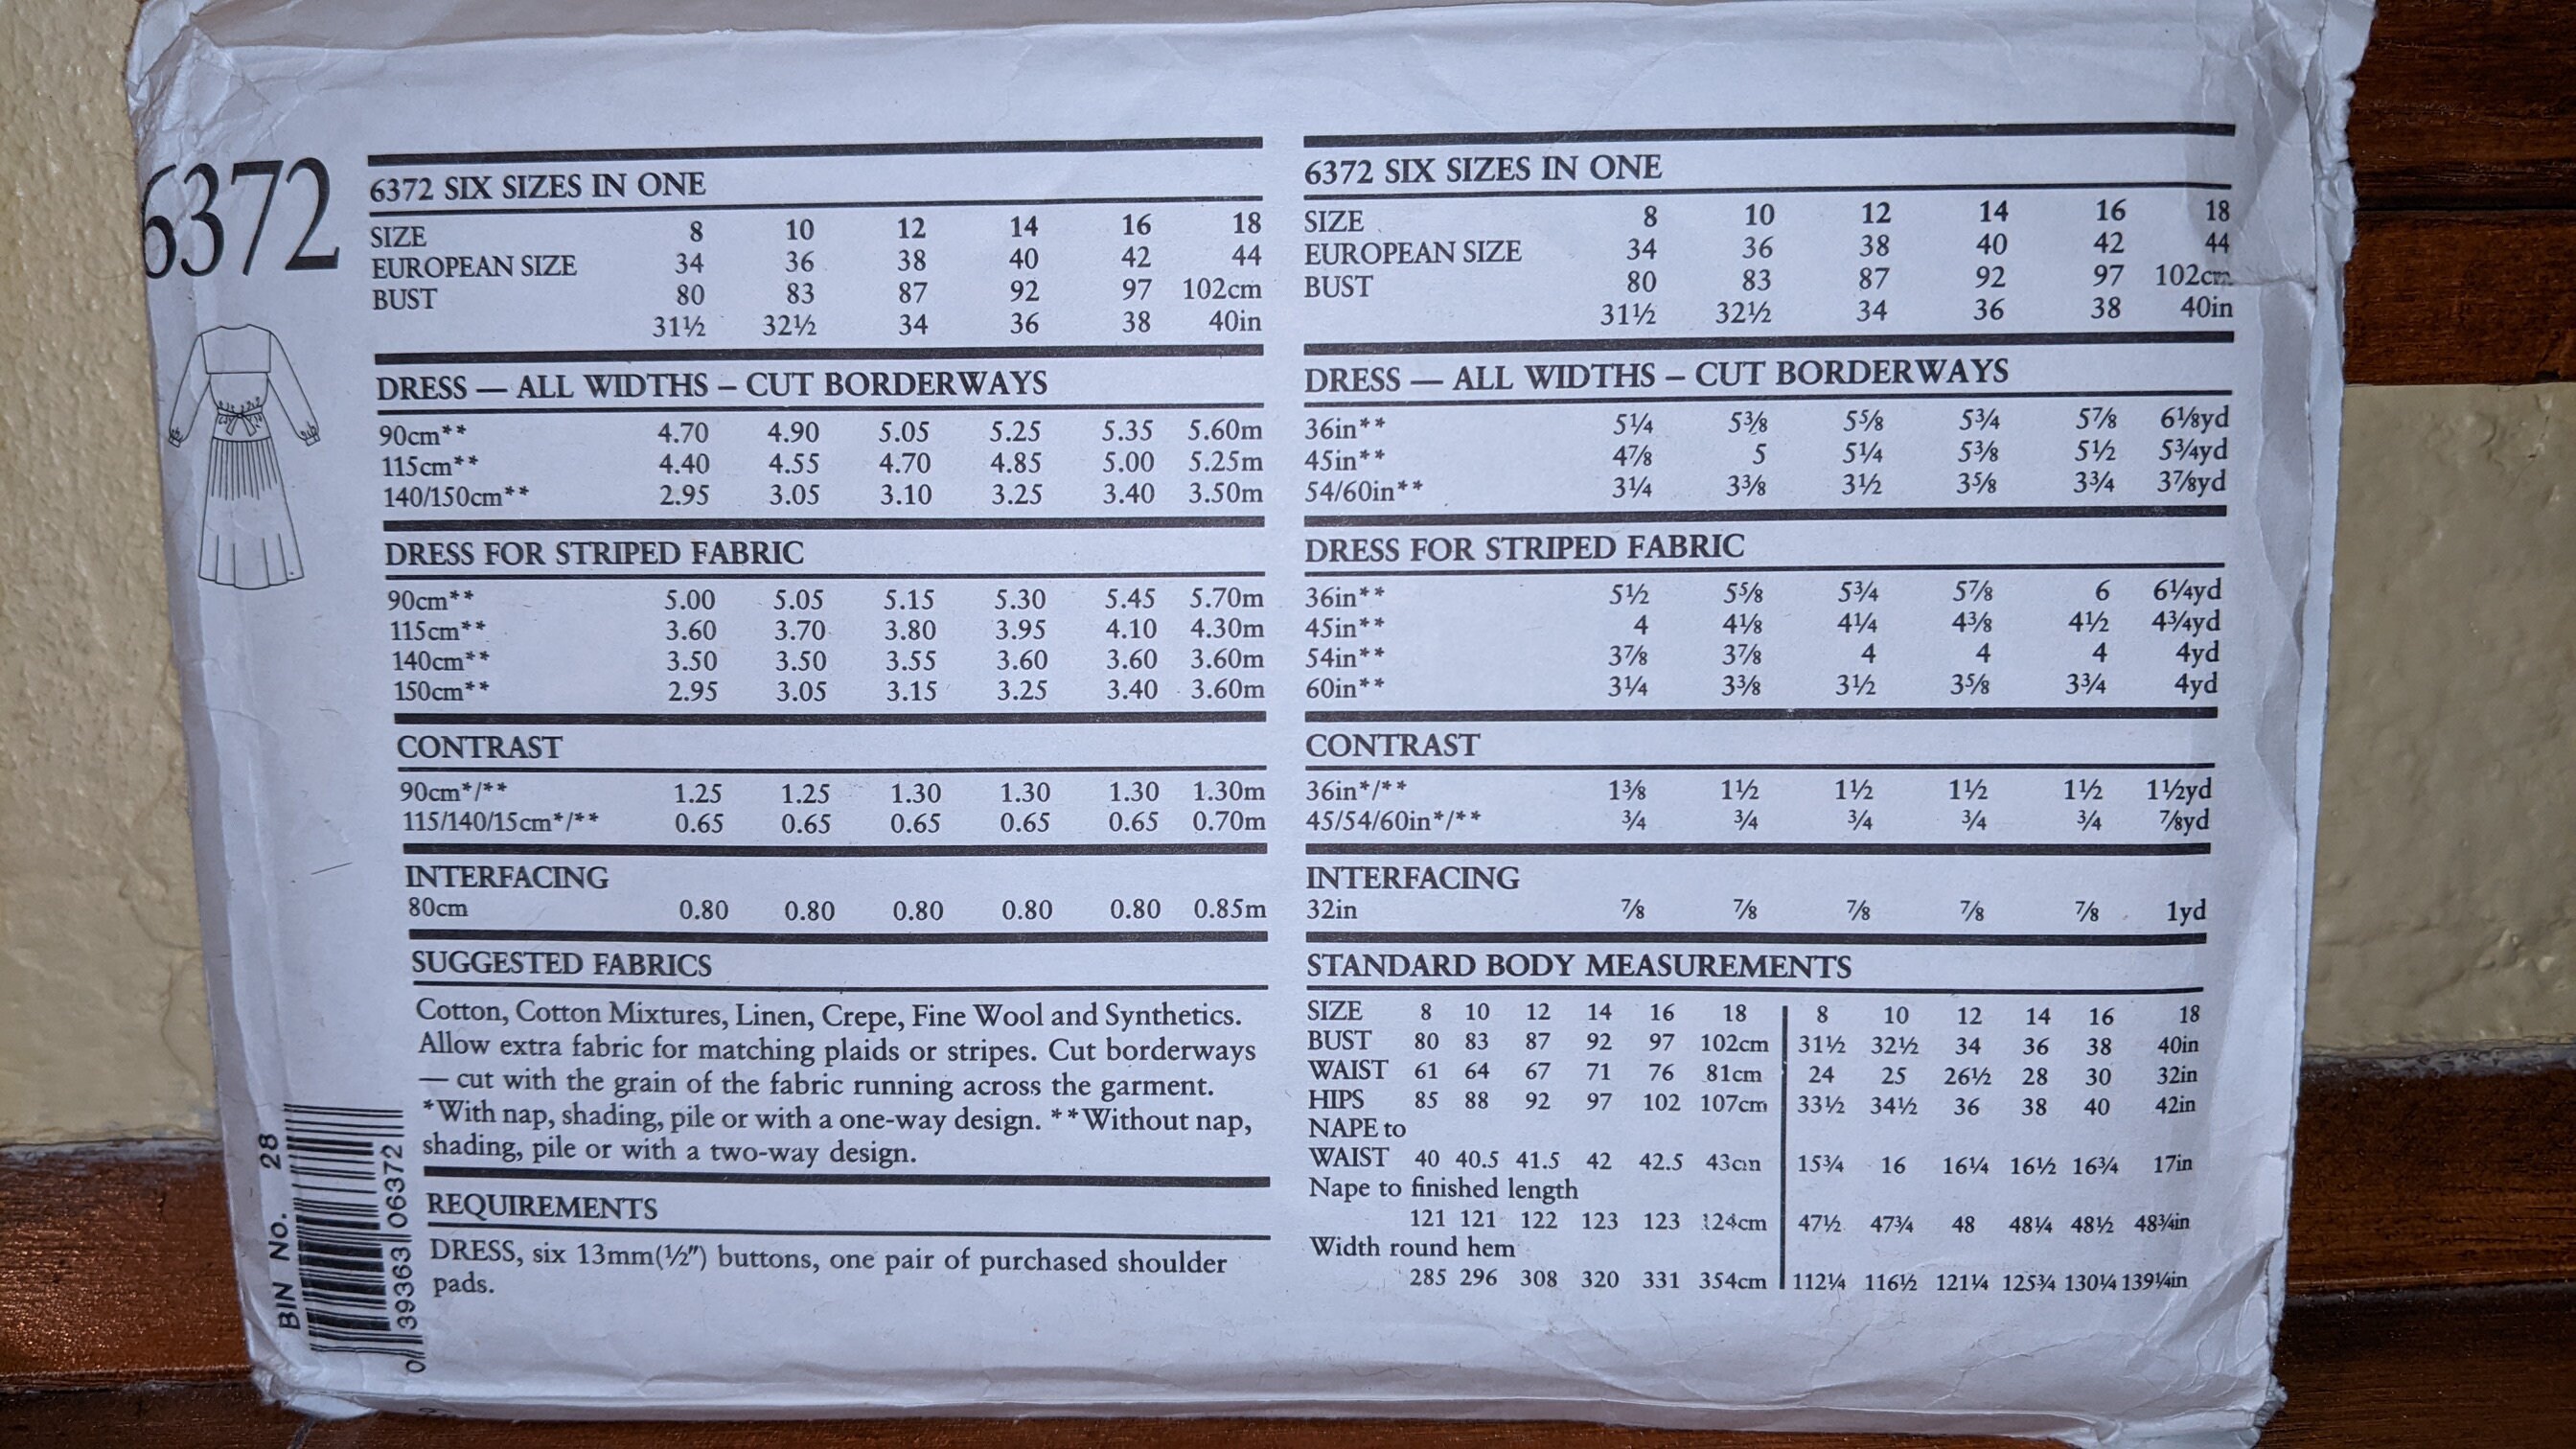 6372
6372 SIX SIZES IN ONE
SIZE 8 10 12 14 16 18
EUROPEAN SIZE 34 36 38 40 42 44
BUST 80 83 87 92 97 102cm
31½ 32½ 34 36 38 40in
DRESS — ALL WIDTHS – CUT BORDERWAYS
90cm** 4.70 4.90 5.05 5.25 5.35 5.60m
115cm** 4.40 4.55 4.70 4.85 5.00 5.25m
140/150cm** 2.95 3.05 3.10 3.25 3.40 3.50m
DRESS FOR STRIPED FABRIC
90cm** 5.00 5.05 5.15 5.30 5.45 5.70m
115cm** 3.60 3.70 3.80 3.95 4.10 4.30m
140cm** 3.50 3.50 3.55 3.60 3.60 3.60m
150cm** 2.95 3.05 3.15 3.25 3.40 3.60m
CONTRAST
90cm*/** 1.25 1.25 1.30 1.30 1.30 1.30m
115/140/15cm*/** 0.65 0.65 0.65 0.65 0.65 0.70m
INTERFACING
80cm 0.80 0.80 0.80 0.80 0.80 0.85m
SUGGESTED FABRICS
Cotton, Cotton Mixtures, Linen, Crepe, Fine Wool and Synthetics.
Allow extra fabric for matching plaids or stripes. Cut borderways
— cut with the grain of the fabric running across the garment.
*With nap, shading, pile or with a one-way design. **Without nap,
shading, pile or with a two-way design.
REQUIREMENTS
DRESS, six 13mm(½") buttons, one pair of purchased shoulder
pads.
BIN No. 28
0 39363 06372
6372 SIX SIZES IN ONE
SIZE 8 10 12 14 16 18
EUROPEAN SIZE 34 36 38 40 42 44
BUST 80 83 87 92 97 102cm
31½ 32½ 34 36 38 40in
DRESS — ALL WIDTHS – CUT BORDERWAYS
36in** 5¼ 5⅜ 5⅝ 5¾ 5⅞ 6⅛yd
45in** 4⅞ 5 5¼ 5⅜ 5½ 5¾yd
54/60in** 3¼ 3⅜ 3½ 3⅝ 3¾ 3⅞yd
DRESS FOR STRIPED FABRIC
36in** 5½ 5⅝ 5¾ 5⅞ 6 6¼yd
45in** 4 4⅛ 4¼ 4⅜ 4½ 4¾yd
54in** 3⅞ 3⅞ 4 4 4 4yd
60in** 3¼ 3⅜ 3½ 3⅝ 3¾ 4yd
CONTRAST
36in*/** 1⅜ 1½ 1½ 1½ 1½ 1½yd
45/54/60in*/** ¾ ¾ ¾ ¾ ¾ ⅞yd
INTERFACING
32in ⅞ ⅞ ⅞ ⅞ ⅞ 1yd
STANDARD BODY MEASUREMENTS
SIZE 8 10 12 14 16 18 8 10 12 14 16 18
BUST 80 83 87 92 97 102cm 31½ 32½ 34 36 38 40in
WAIST 61 64 67 71 76 81cm 24 25 26½ 28 30 32in
HIPS 85 88 92 97 102 107cm 33½ 34½ 36 38 40 42in
NAPE to
WAIST 40 40.5 41.5 42 42.5 43cm 15¾ 16 16¼ 16½ 16¾ 17in
Nape to finished length
121 121 122 123 123 124cm 47½ 47¾ 48 48¼ 48½ 48¾in
Width round hem
285 296 308 320 331 354cm 112¼ 116½ 121¼ 125¾ 130¼ 139¼in